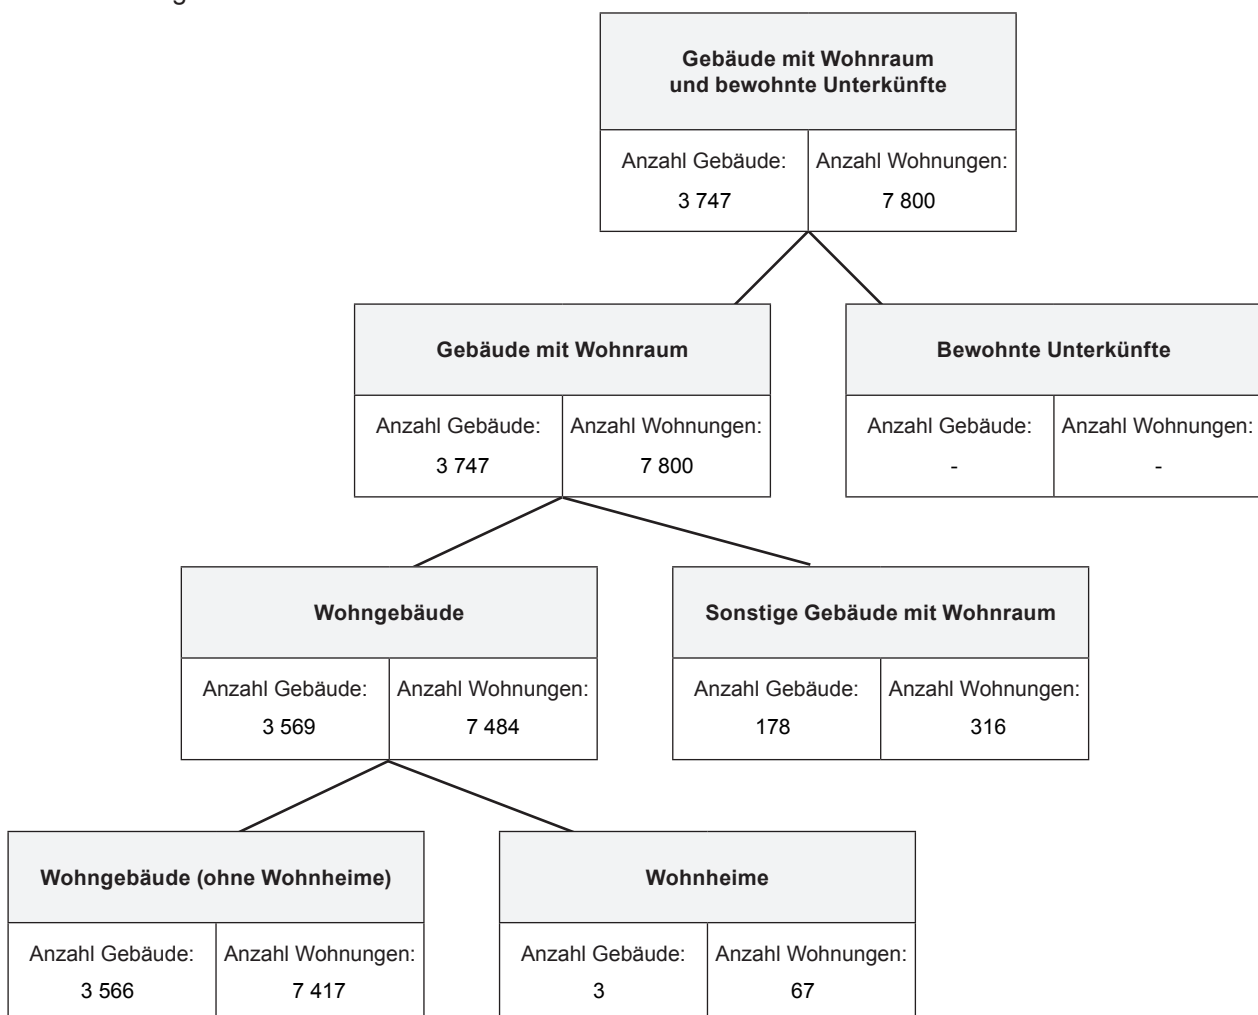 Gebäude mit Wohnraum
und bewohnte Unterkünfte
Anzahl Gebäude: Anzahl Wohnungen:
3 747 7 800
Gebäude mit Wohnraum Bewohnte Unterkünfte
Anzahl Gebäude: Anzahl Wohnungen: Anzahl Gebäude: Anzahl Wohnungen:
3 747 7 800 - -
Wohngebäude Sonstige Gebäude mit Wohnraum
Anzahl Gebäude: Anzahl Wohnungen: Anzahl Gebäude: Anzahl Wohnungen:
3 569 7 484 178 316
Wohngebäude (ohne Wohnheime) Wohnheime
Anzahl Gebäude: Anzahl Wohnungen: Anzahl Gebäude: Anzahl Wohnungen:
3 566 7 417 3 67